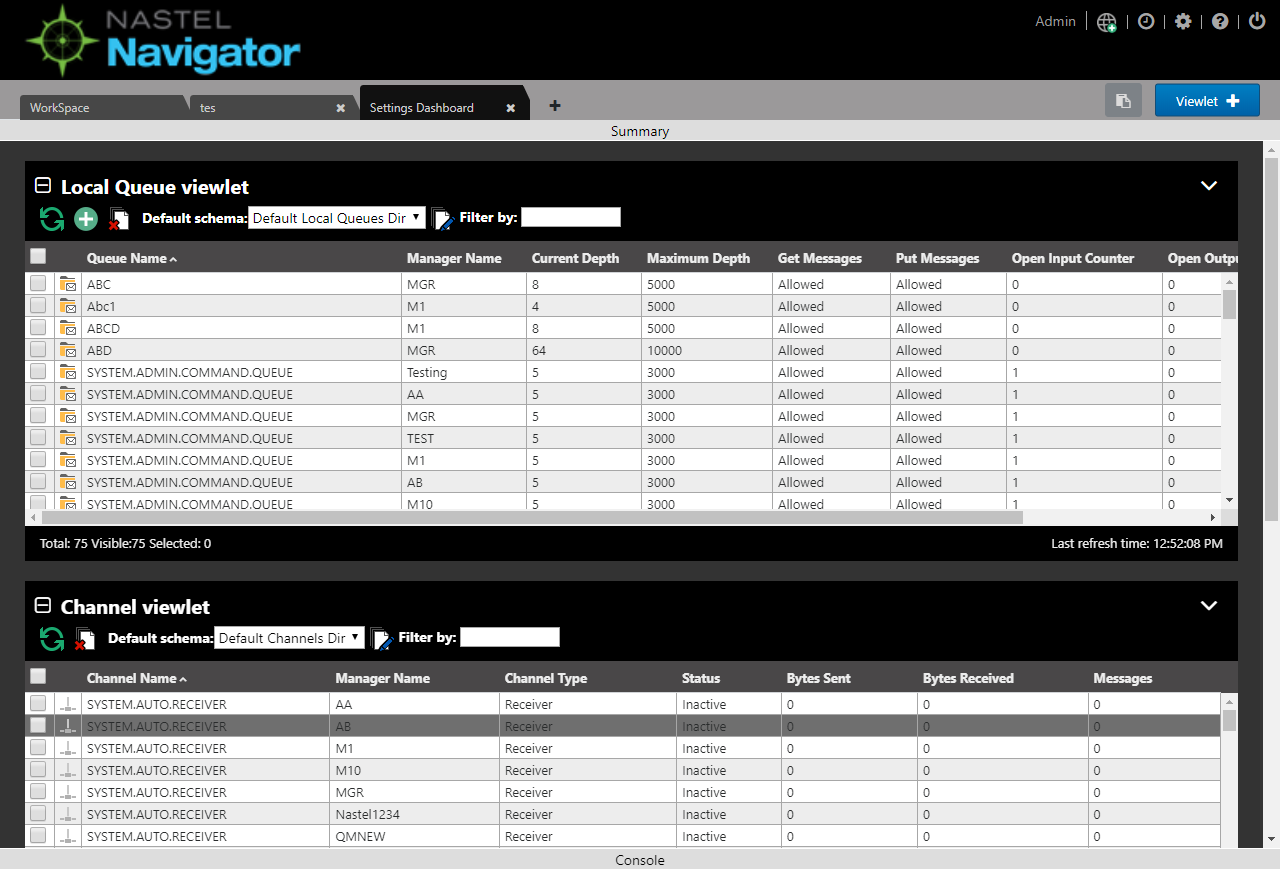 NASTEL
Navigator
Admin
WorkSpace tes Settings Dashboard Viewlet
Summary
Local Queue viewlet
Default schema: Default Local Queues Dir Filter by:
Queue Name Manager Name Current Depth Maximum Depth Get Messages Put Messages Open Input Counter Open Outpu
ABC MGR 8 5000 Allowed Allowed 0 0
Abc1 M1 4 5000 Allowed Allowed 0 0
ABCD M1 8 5000 Allowed Allowed 0 0
ABD MGR 64 10000 Allowed Allowed 0 0
SYSTEM.ADMIN.COMMAND.QUEUE Testing 5 3000 Allowed Allowed 1 0
SYSTEM.ADMIN.COMMAND.QUEUE AA 5 3000 Allowed Allowed 1 0
SYSTEM.ADMIN.COMMAND.QUEUE MGR 5 3000 Allowed Allowed 1 0
SYSTEM.ADMIN.COMMAND.QUEUE TEST 5 3000 Allowed Allowed 1 0
SYSTEM.ADMIN.COMMAND.QUEUE M1 5 3000 Allowed Allowed 1 0
SYSTEM.ADMIN.COMMAND.QUEUE AB 5 3000 Allowed Allowed 1 0
SYSTEM.ADMIN.COMMAND.QUEUE M10 5 3000 Allowed Allowed 1 0
Total: 75 Visible:75 Selected: 0 Last refresh time: 12:52:08 PM
Channel viewlet
Default schema: Default Channels Dir Filter by:
Channel Name Manager Name Channel Type Status Bytes Sent Bytes Received Messages
SYSTEM.AUTO.RECEIVER AA Receiver Inactive 0 0 0
SYSTEM.AUTO.RECEIVER AB Receiver Inactive 0 0 0
SYSTEM.AUTO.RECEIVER M1 Receiver Inactive 0 0 0
SYSTEM.AUTO.RECEIVER M10 Receiver Inactive 0 0 0
SYSTEM.AUTO.RECEIVER MGR Receiver Inactive 0 0 0
SYSTEM.AUTO.RECEIVER Nastel1234 Receiver Inactive 0 0 0
SYSTEM.AUTO.RECEIVER QMNEW Receiver Inactive 0 0 0
Console